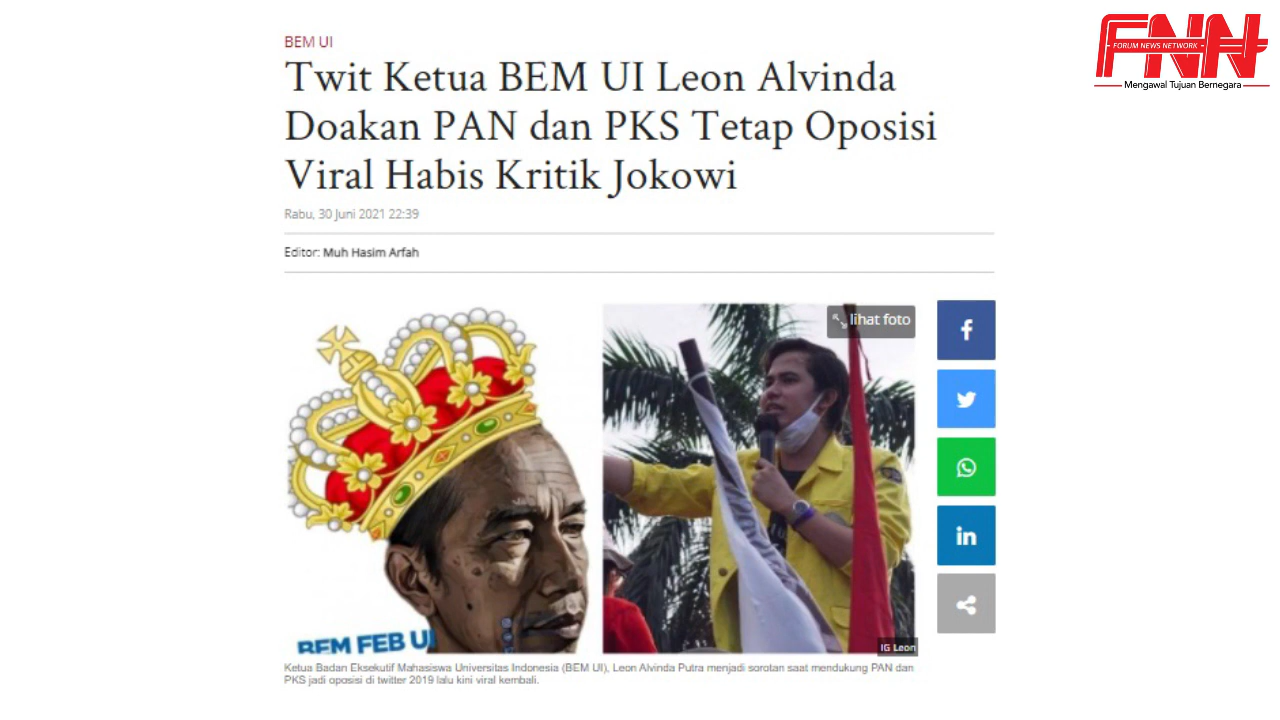 BEM UI
Twit Ketua BEM UI Leon Alvinda
Doakan PAN dan PKS Tetap Oposisi
Viral Habis Kritik Jokowi
Rabu, 30 Juni 2021 22:39
Editor: Muh Hasim Arfah
FNN
FORUM NEWS NETWORK
Mengawal Tujuan Bernegara
lihat foto
BEM FEB UI
IG Leon
Ketua Badan Eksekutif Mahasiswa Universitas Indonesia (BEM UI), Leon Alvinda Putra menjadi sorotan saat mendukung PAN dan
PKS jadi oposisi di twitter 2019 lalu kini viral kembali.